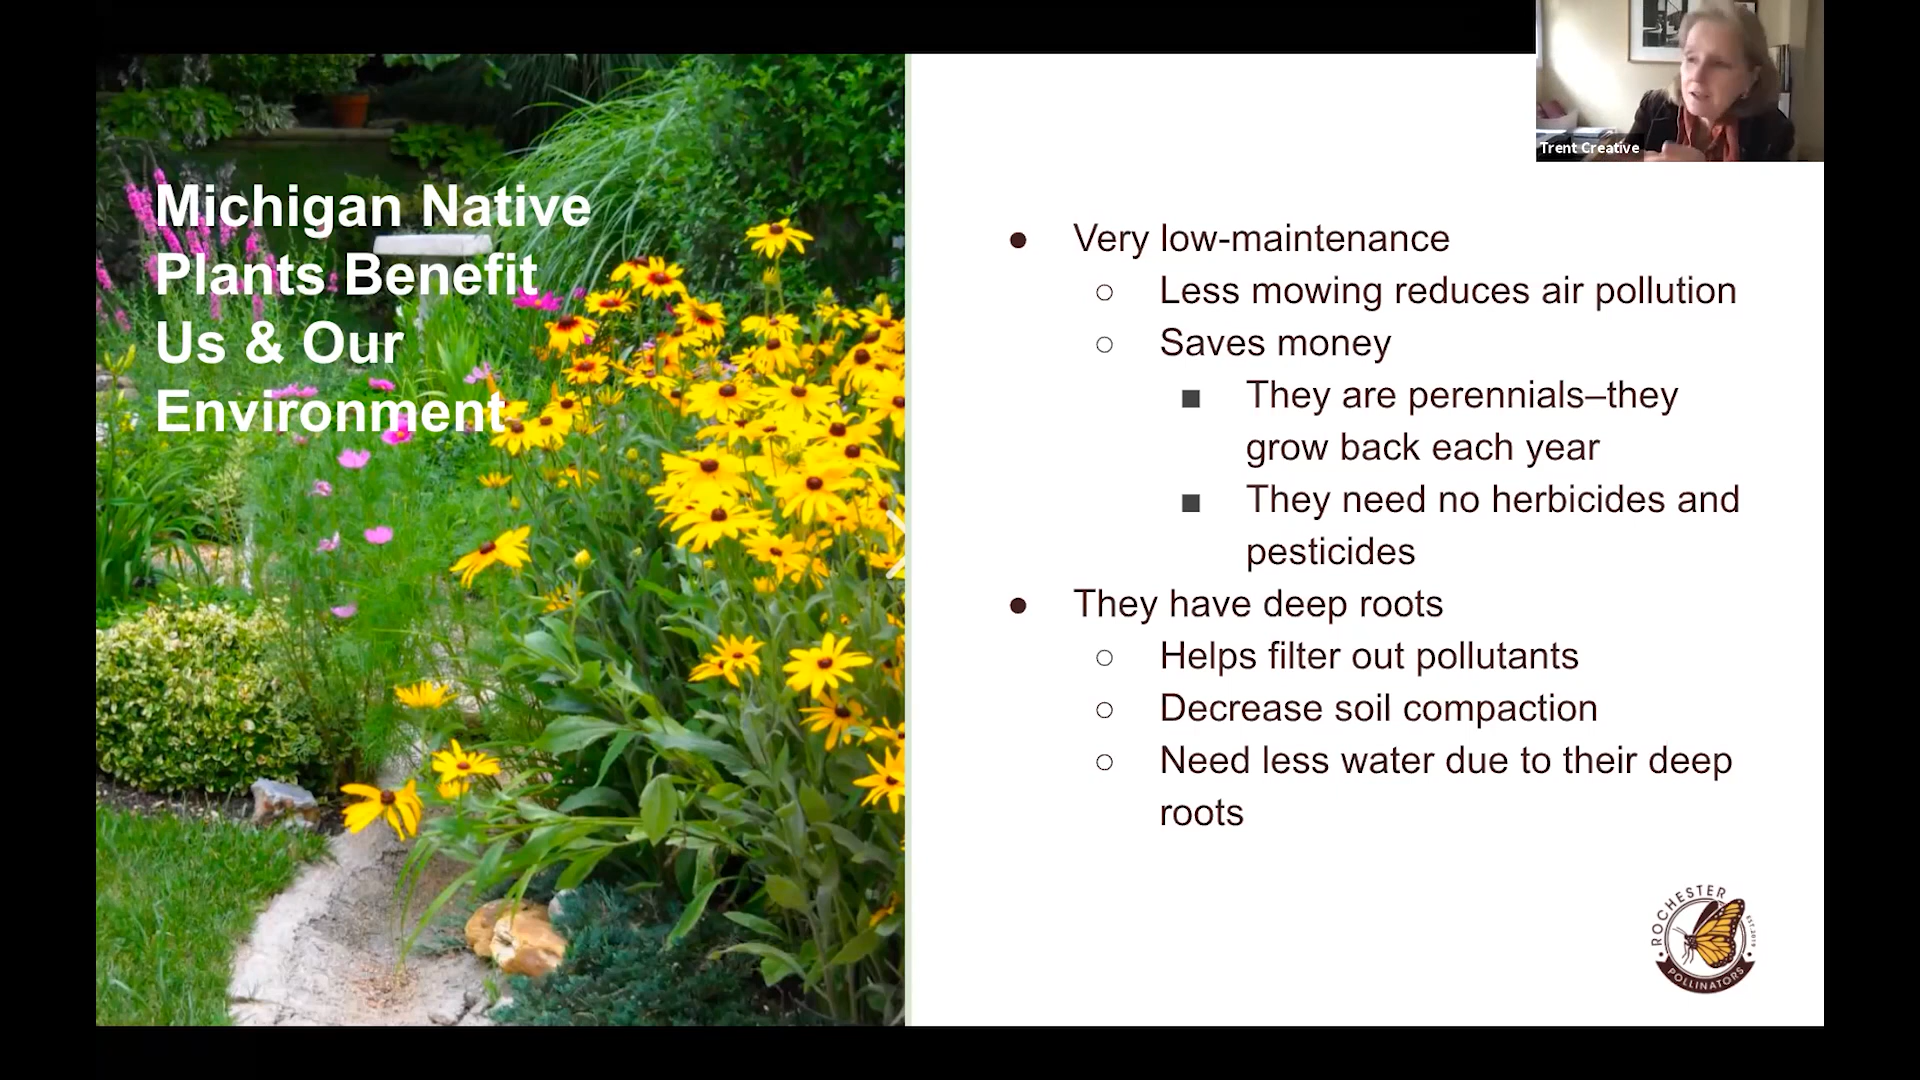 Trent Creative
Michigan Native
Plants Benefit
Us & Our
Environment
● Very low-maintenance
○ Less mowing reduces air pollution
○ Saves money
■ They are perennials–they
grow back each year
■ They need no herbicides and
pesticides
● They have deep roots
○ Helps filter out pollutants
○ Decrease soil compaction
○ Need less water due to their deep
roots
ROCHESTER
EST. 2019
POLLINATORS